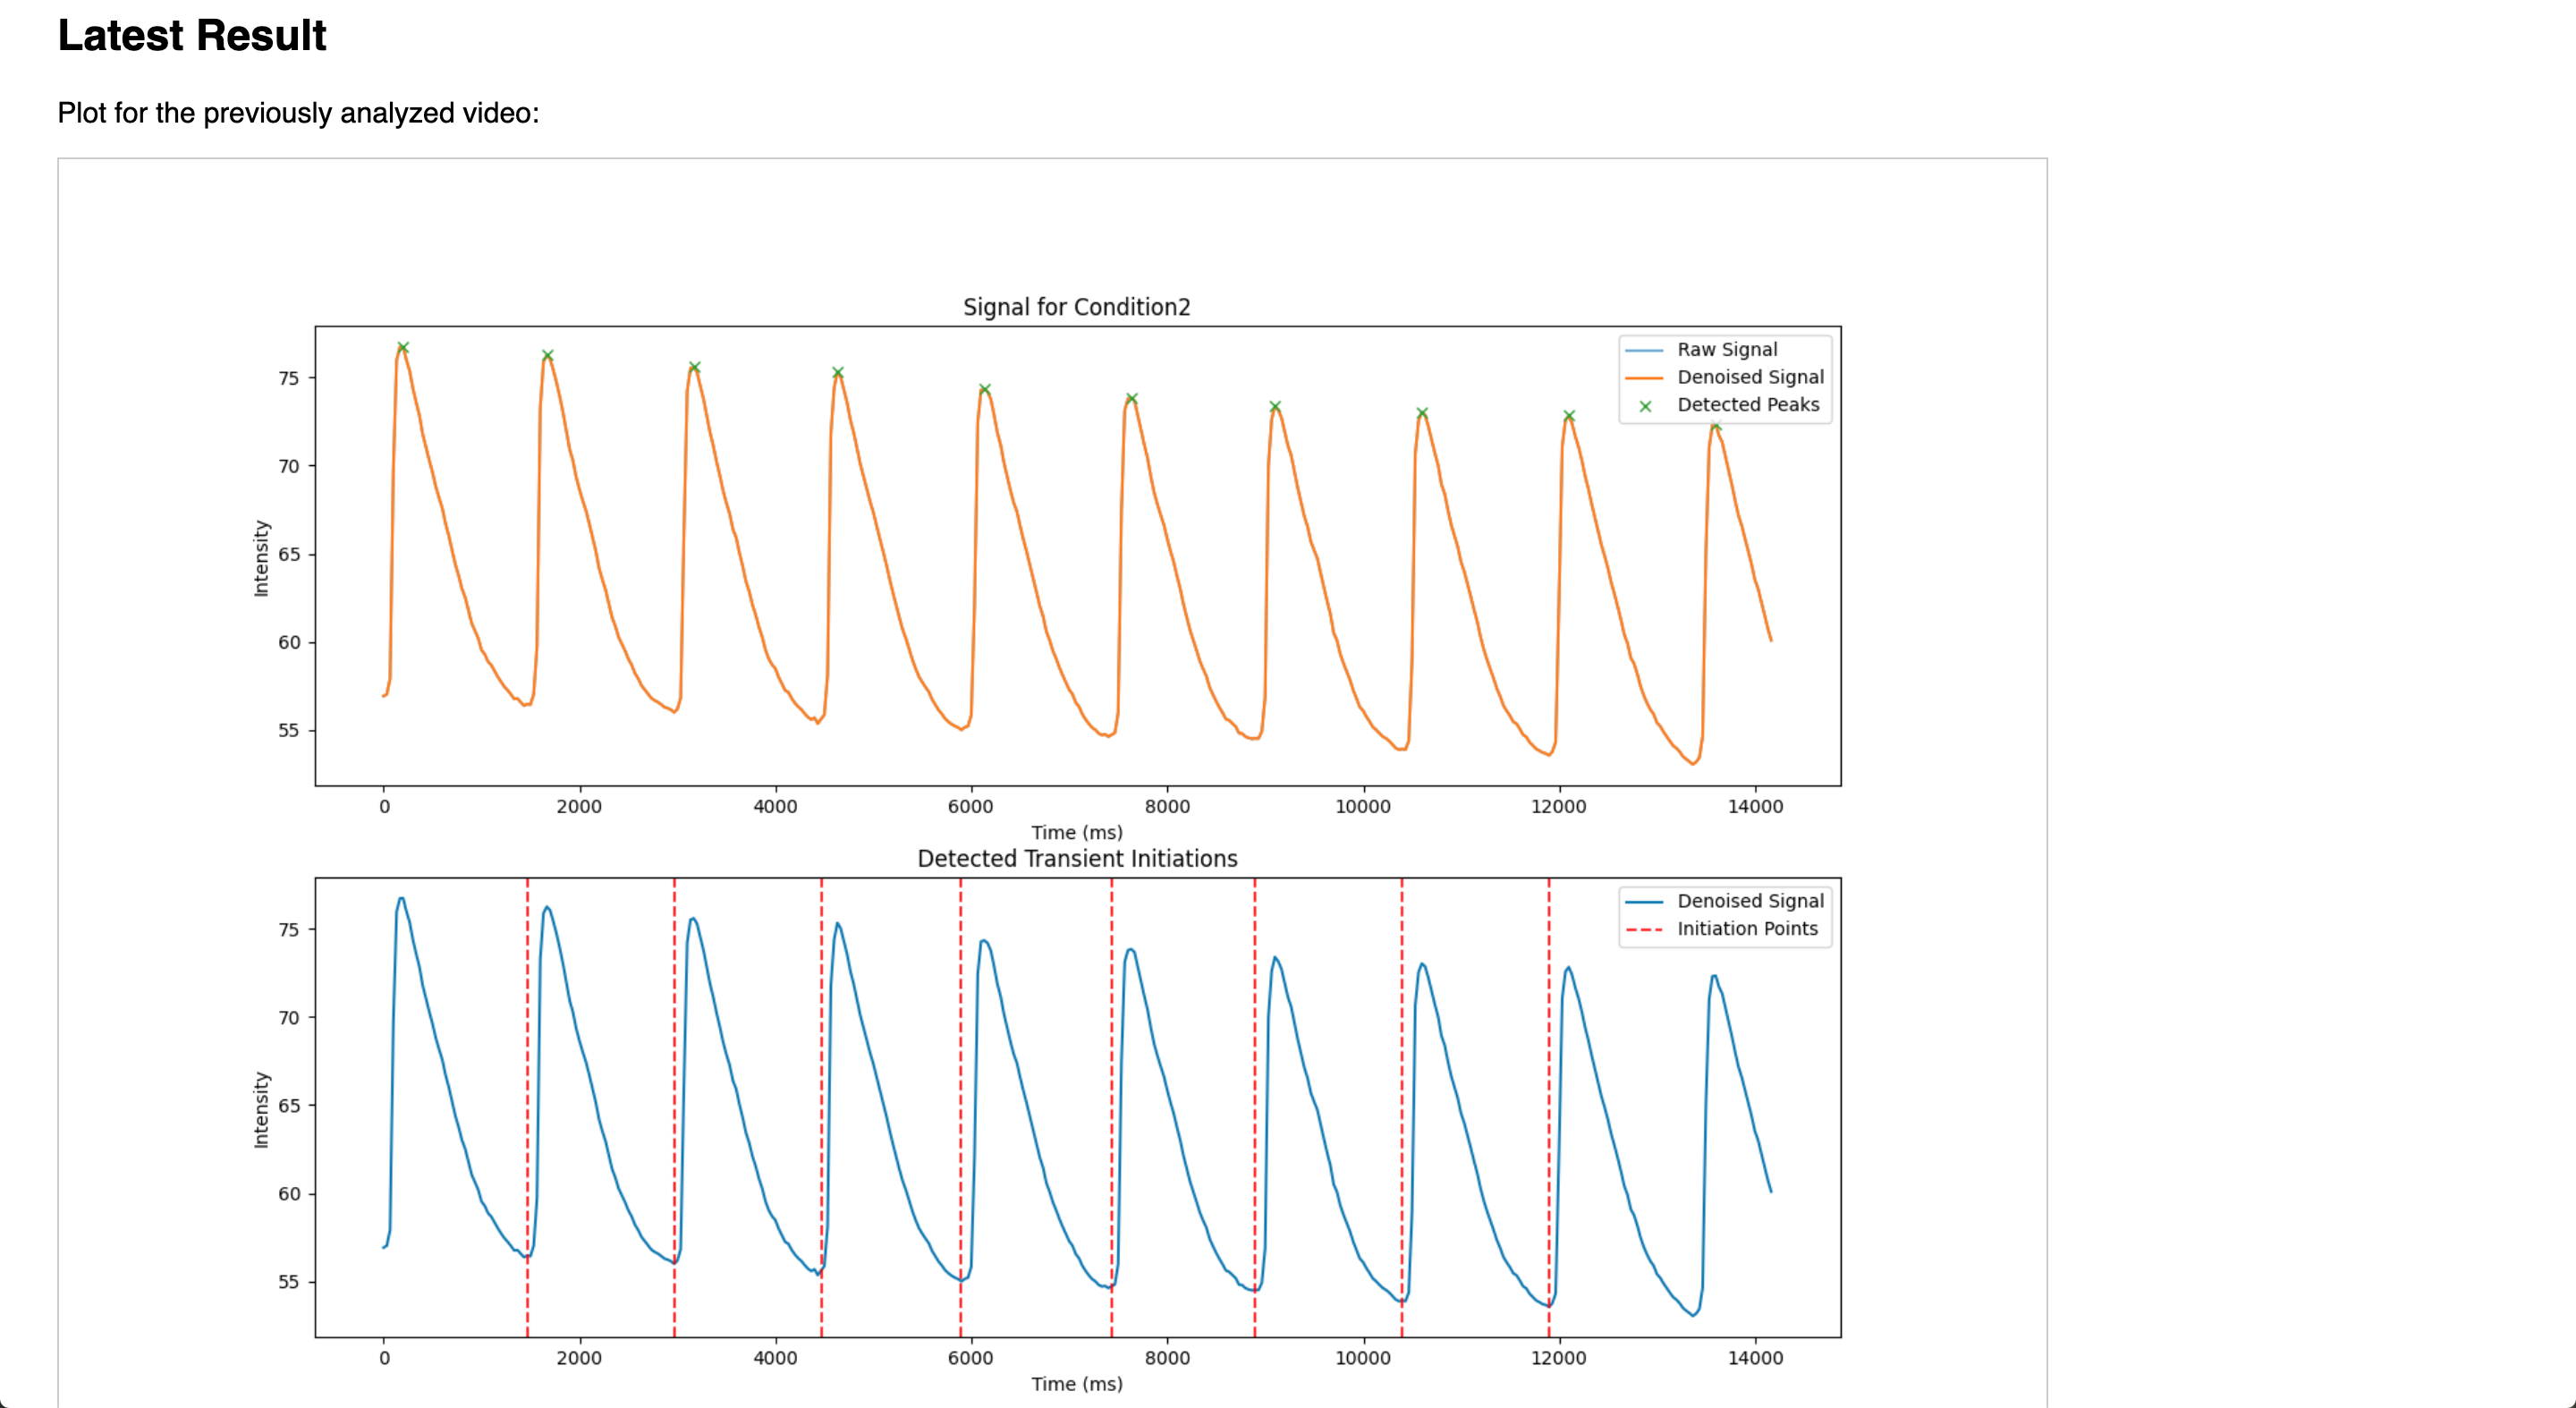 Latest Result
Plot for the previously analyzed video:
Signal for Condition2
Raw Signal
Denoised Signal
Detected Peaks
75
70
65
60
55
Intensity
0 2000 4000 6000 8000 10000 12000 14000
Time (ms)
Detected Transient Initiations
Denoised Signal
Initiation Points
75
70
65
60
55
Intensity
0 2000 4000 6000 8000 10000 12000 14000
Time (ms)